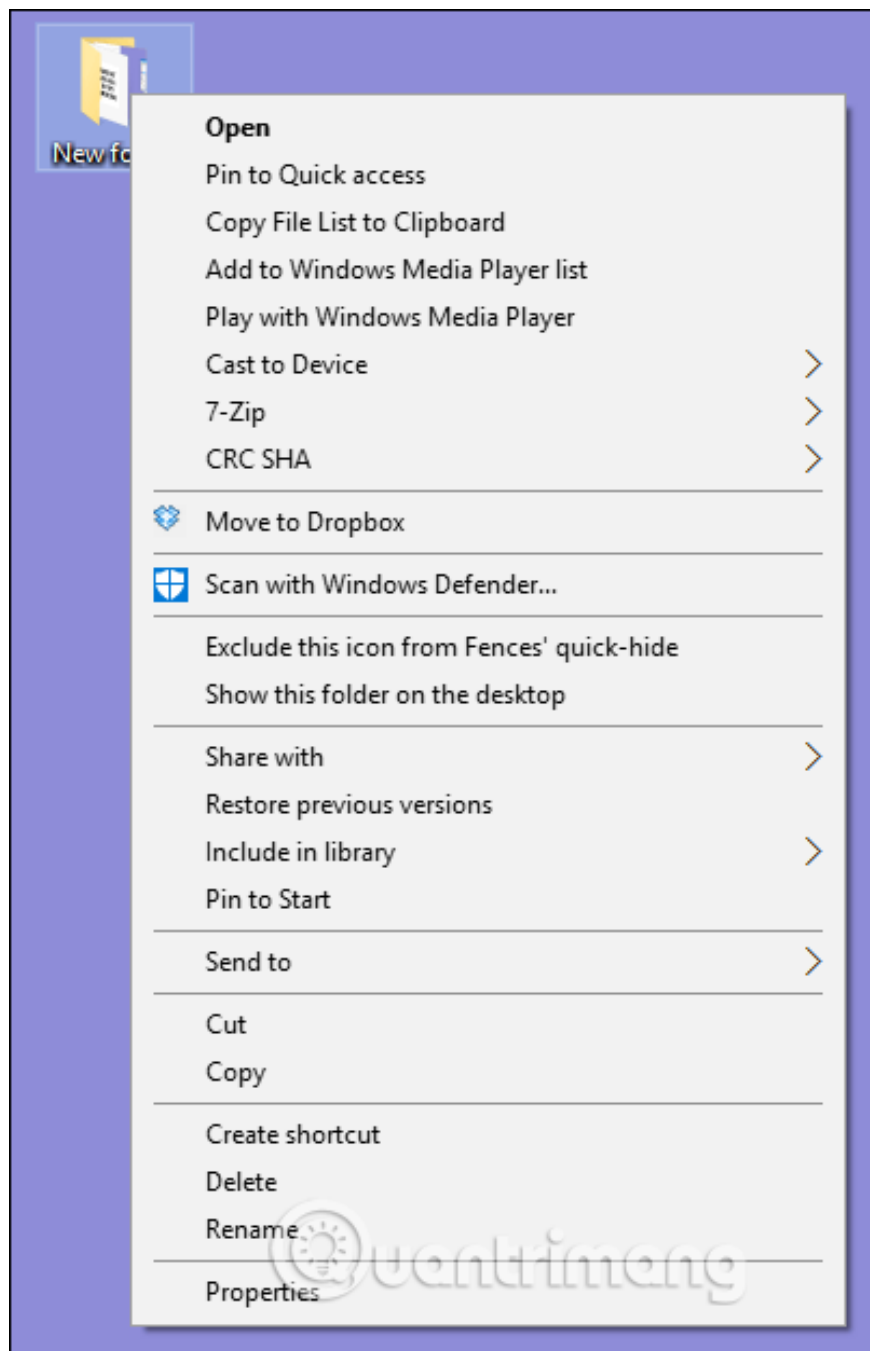 New fo
Open
Pin to Quick access
Copy File List to Clipboard
Add to Windows Media Player list
Play with Windows Media Player
Cast to Device
7-Zip
CRC SHA
Move to Dropbox
Scan with Windows Defender...
Exclude this icon from Fences' quick-hide
Show this folder on the desktop
Share with
Restore previous versions
Include in library
Pin to Start
Send to
Cut
Copy
Create shortcut
Delete
Rename
Quantrimang
Properties